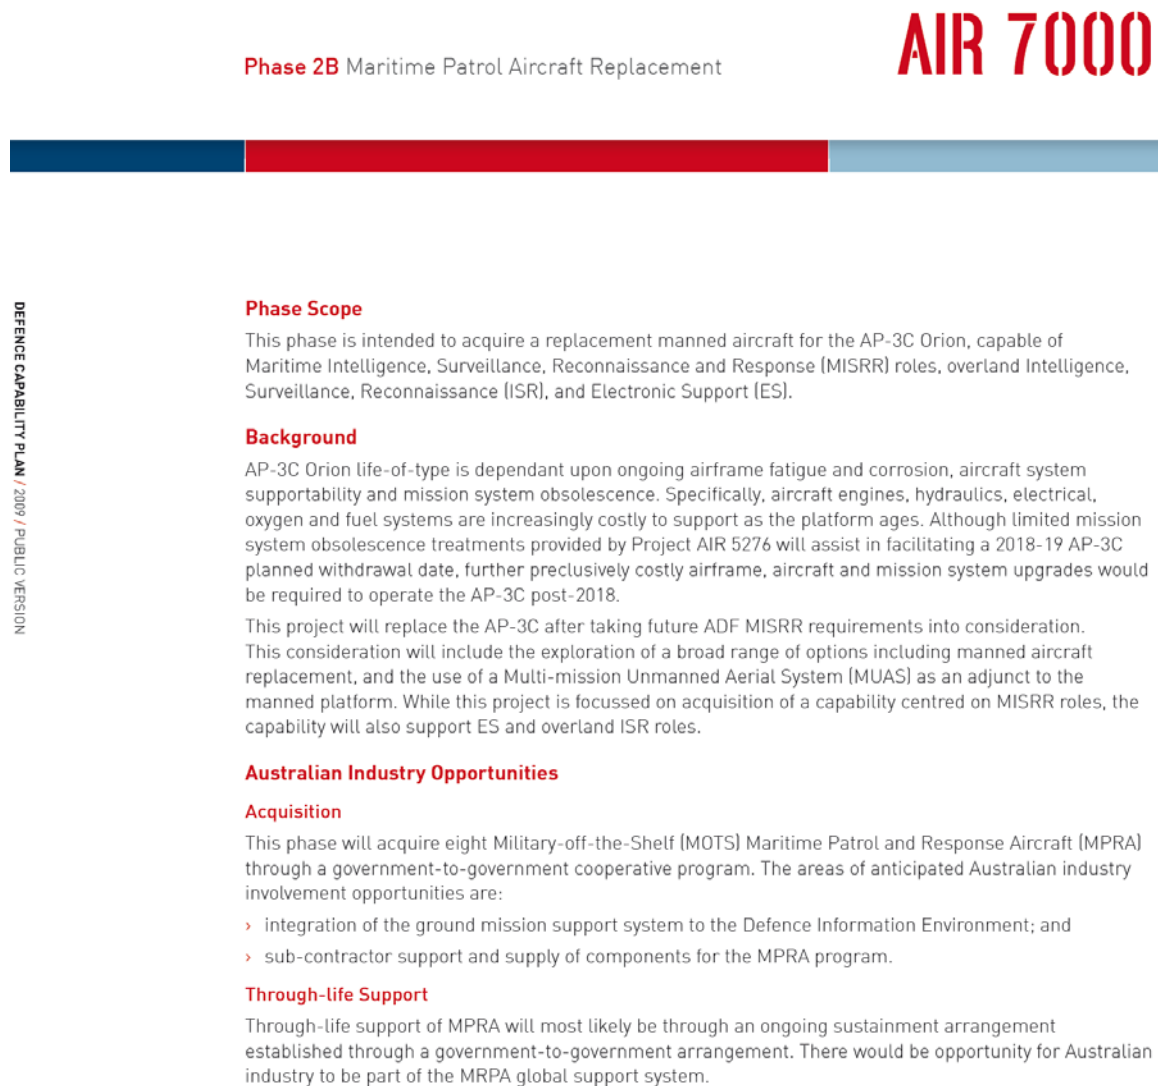 AIR 7000
Phase 2B Maritime Patrol Aircraft Replacement
DEFENCE CAPABILITY PLAN / 2009 / PUBLIC VERSION
Phase Scope
This phase is intended to acquire a replacement manned aircraft for the AP-3C Orion, capable of
Maritime Intelligence, Surveillance, Reconnaissance and Response (MISRR) roles, overland Intelligence,
Surveillance, Reconnaissance (ISR), and Electronic Support (ES).
Background
AP-3C Orion life-of-type is dependant upon ongoing airframe fatigue and corrosion, aircraft system
supportability and mission system obsolescence. Specifically, aircraft engines, hydraulics, electrical,
oxygen and fuel systems are increasingly costly to support as the platform ages. Although limited mission
system obsolescence treatments provided by Project AIR 5276 will assist in facilitating a 2018-19 AP-3C
planned withdrawal date, further preclusively costly airframe, aircraft and mission system upgrades would
be required to operate the AP-3C post-2018.
This project will replace the AP-3C after taking future ADF MISRR requirements into consideration.
This consideration will include the exploration of a broad range of options including manned aircraft
replacement, and the use of a Multi-mission Unmanned Aerial System (MUAS) as an adjunct to the
manned platform. While this project is focussed on acquisition of a capability centred on MISRR roles, the
capability will also support ES and overland ISR roles.
Australian Industry Opportunities
Acquisition
This phase will acquire eight Military-off-the-Shelf (MOTS) Maritime Patrol and Response Aircraft (MPRA)
through a government-to-government cooperative program. The areas of anticipated Australian industry
involvement opportunities are:
› integration of the ground mission support system to the Defence Information Environment; and
› sub-contractor support and supply of components for the MPRA program.
Through-life Support
Through-life support of MPRA will most likely be through an ongoing sustainment arrangement
established through a government-to-government arrangement. There would be opportunity for Australian
industry to be part of the MRPA global support system.